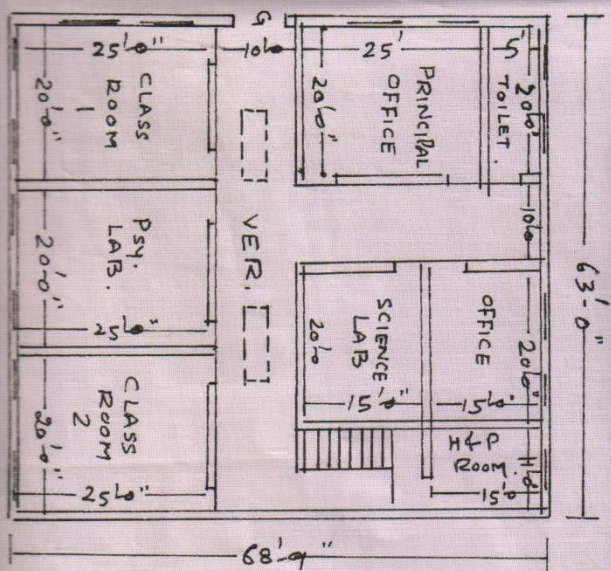 G
25'-0"
10'-0
25'
5'
CLASS
ROOM
1
20'-0"
PRINCIPAL
OFFICE
20'-0"
TOILET.
20'-0"
VER.
PSY.
LAB.
20'-0"
25'-0"
10'-0
63'-0"
SCIENCE
LAB
20'-0
15'-0"
OFFICE
20'-0"
15'-0"
CLASS
ROOM
2
20'-0"
25'-0"
H&P
ROOM.
15'-0
68'-9"